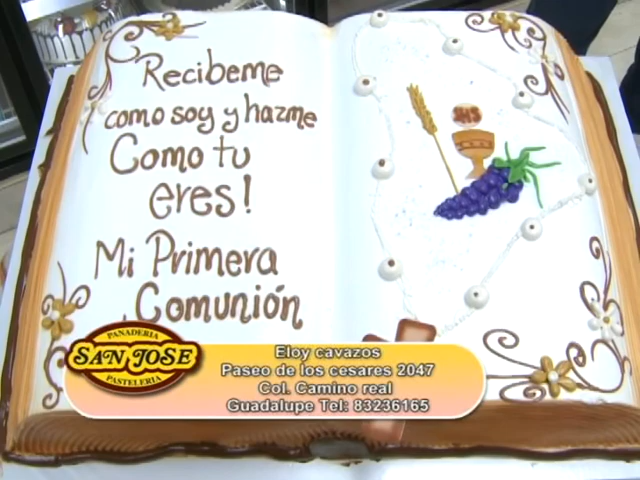 Recibeme
como soy y hazme
Como tu
eres!
Mi Primera
Comunión
JHS
PANADERIA
SAN JOSE
PASTELERIA
Eloy cavazos
Paseo de los cesares 2047
Col. Camino real
Guadalupe Tel: 83236165